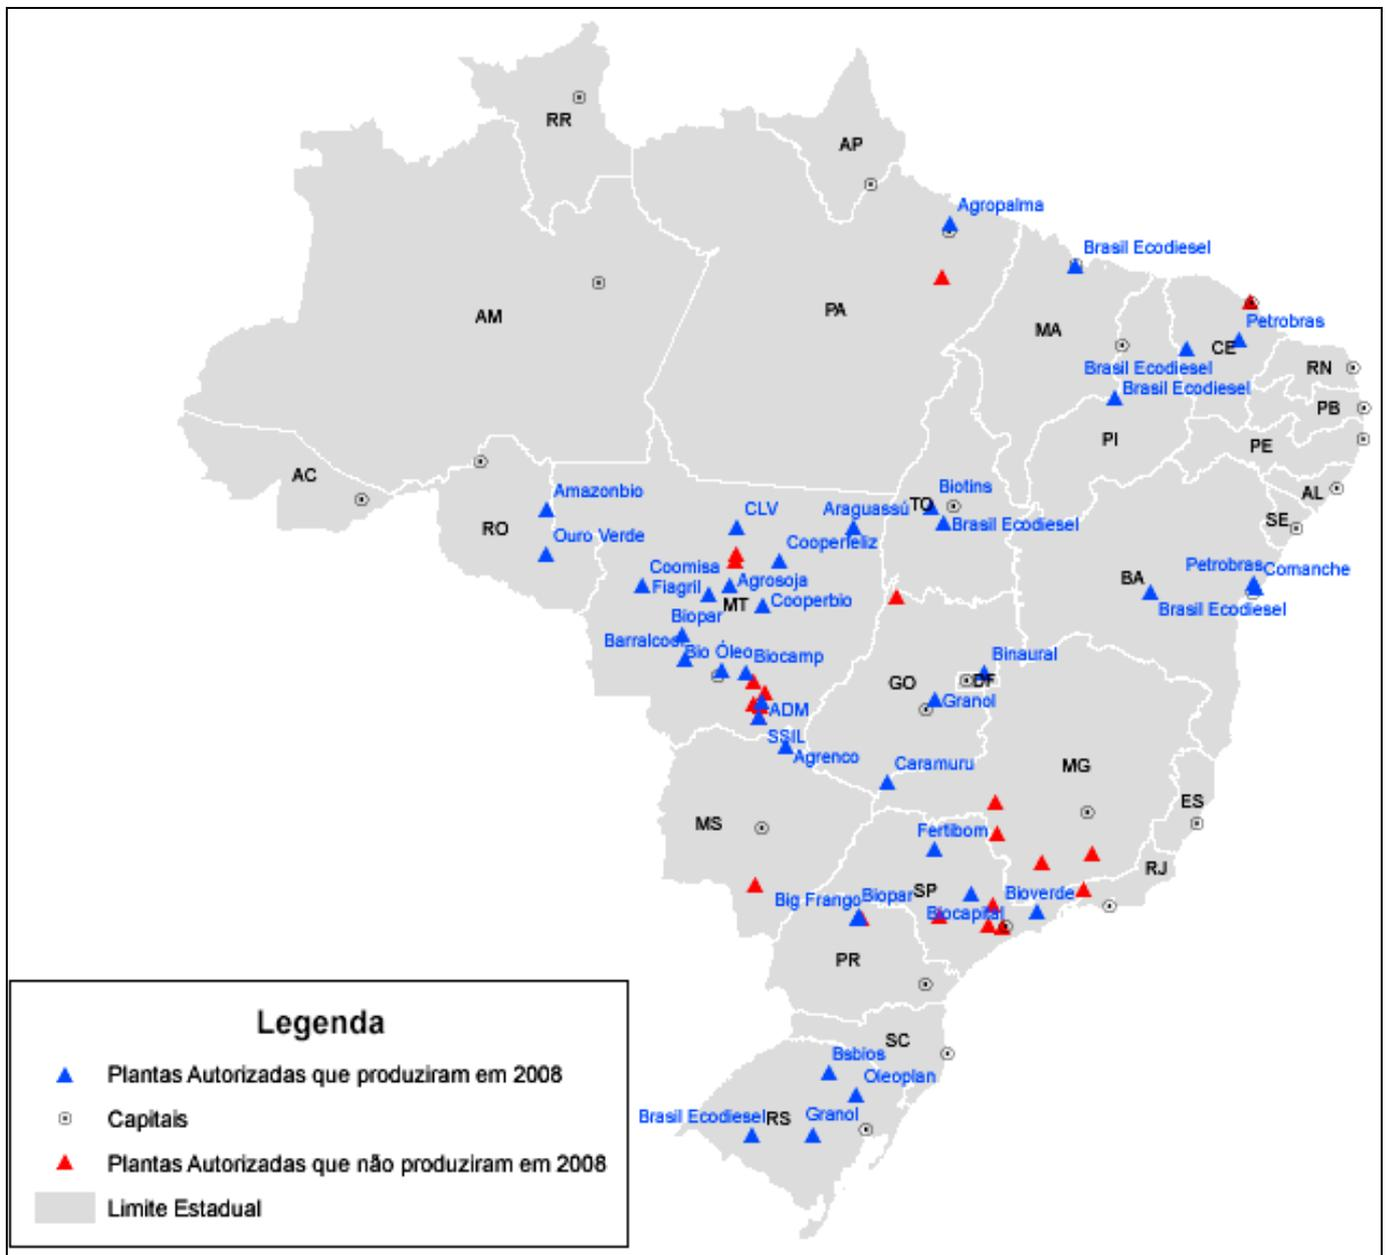 RR
AP
Agropalma
Brasil Ecodiesel
AM
PA
MA
Petrobras
CE
Brasil Ecodiesel
RN
Brasil Ecodiesel
PB
PI
PE
AC
Amazonbio
RO
Ouro Verde
CLV
Araguassú
TO
Biotins
Brasil Ecodiesel
AL
SE
Cooperfeliz
Coomisa
Fiagril
Agrosoja
MT
Cooperbio
Petrobras
Comanche
BA
Brasil Ecodiesel
Biopar
Barralcool
Bio Óleo
Biocamp
Binaural
GO
DF
Granol
ADM
SSIL
Agrenco
Caramuru
MG
ES
MS
Fertibom
RJ
SP
Big Frango
Biopar
Bioverde
Biocapital
PR
SC
Bsbios
Oleoplan
Brasil Ecodiesel
RS
Granol
Legenda
Plantas Autorizadas que produziram em 2008
Capitais
Plantas Autorizadas que não produziram em 2008
Limite Estadual